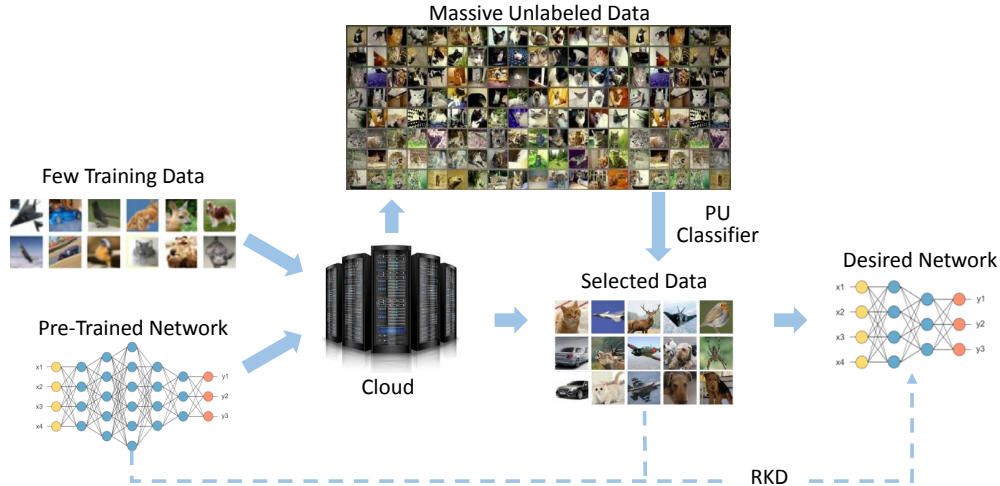 Massive Unlabeled Data
Few Training Data
PU
Classifier
Desired Network
Selected Data
x1
x2
x3
x4
y1
y2
y3
Pre-Trained Network
x1
x2
x3
x4
y1
y2
y3
Cloud
RKD